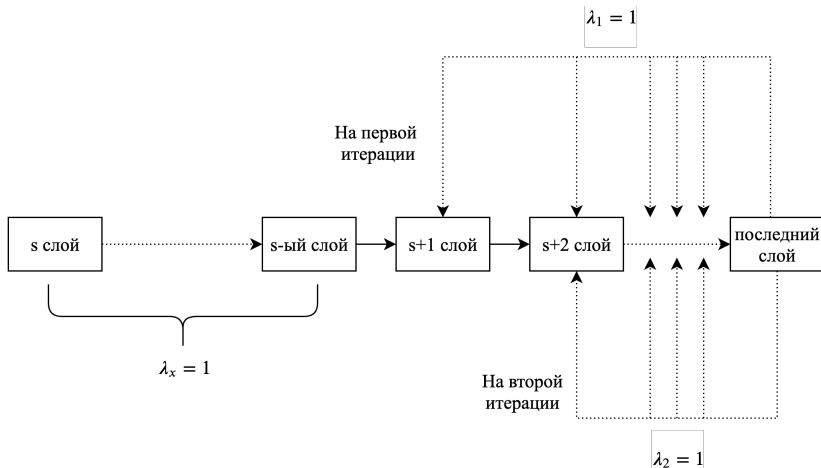 λ₁ = 1
На первой
итерации
s слой
s-ый слой
s+1 слой
s+2 слой
последний
слой
λₓ = 1
На второй
итерации
λ₂ = 1